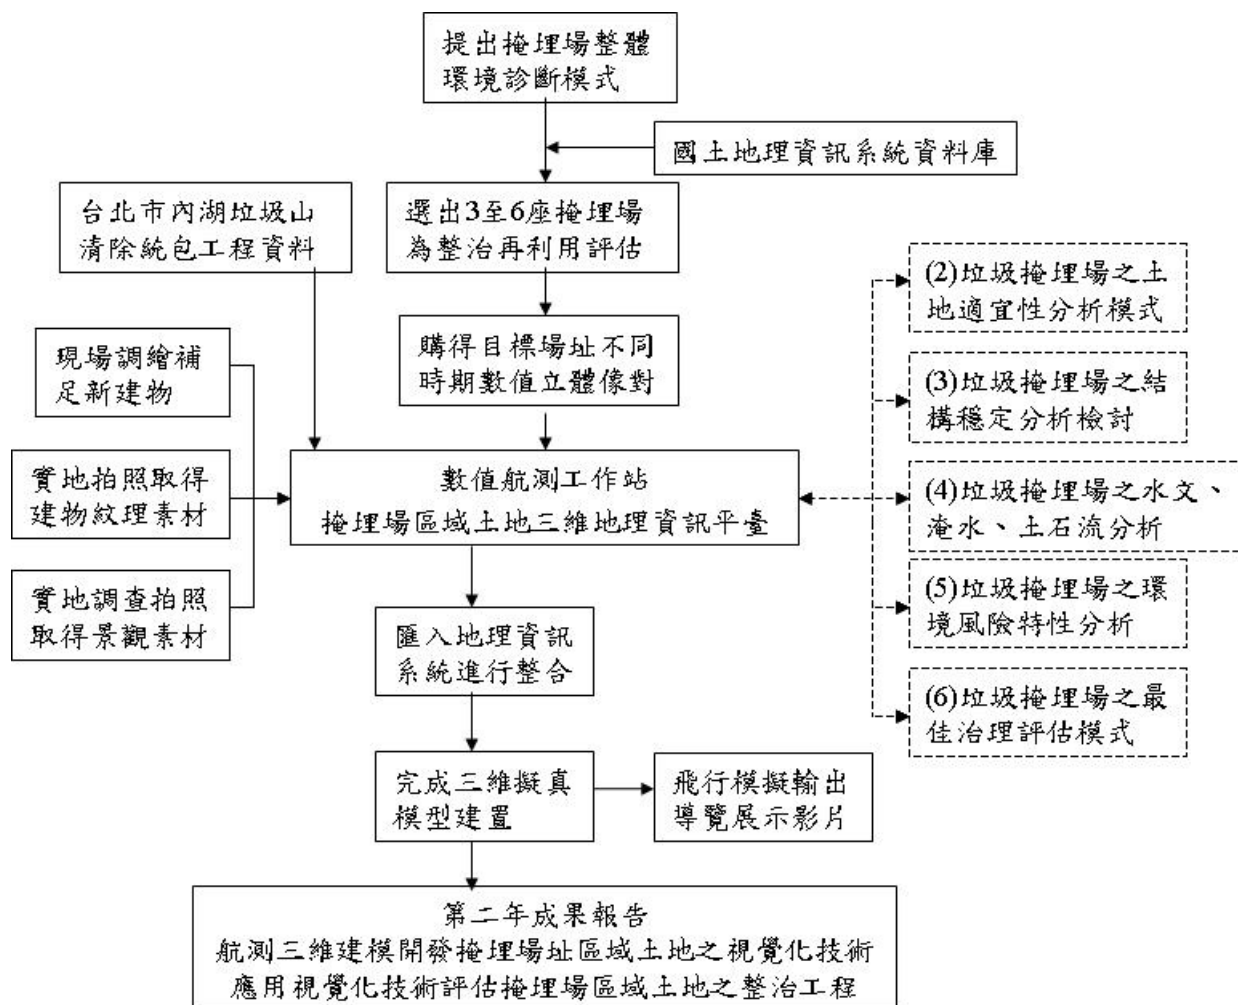 提出掩埋場整體
環境診斷模式
國土地理資訊系統資料庫
台北市內湖垃圾山
清除統包工程資料
選出3至6座掩埋場
為整治再利用評估
(2)垃圾掩埋場之土
地適宜性分析模式
現場調繪補
足新建物
購得目標場址不同
時期數值立體像對
(3)垃圾掩埋場之結
構穩定分析檢討
實地拍照取得
建物紋理素材
數值航測工作站
掩埋場區域土地三維地理資訊平臺
(4)垃圾掩埋場之水文、
淹水、土石流分析
實地調查拍照
取得景觀素材
匯入地理資訊
系統進行整合
(5)垃圾掩埋場之環
境風險特性分析
(6)垃圾掩埋場之最
佳治理評估模式
完成三維擬真
模型建置
飛行模擬輸出
導覽展示影片
第二年成果報告
航測三維建模開發掩埋場址區域土地之視覺化技術
應用視覺化技術評估掩埋場區域土地之整治工程